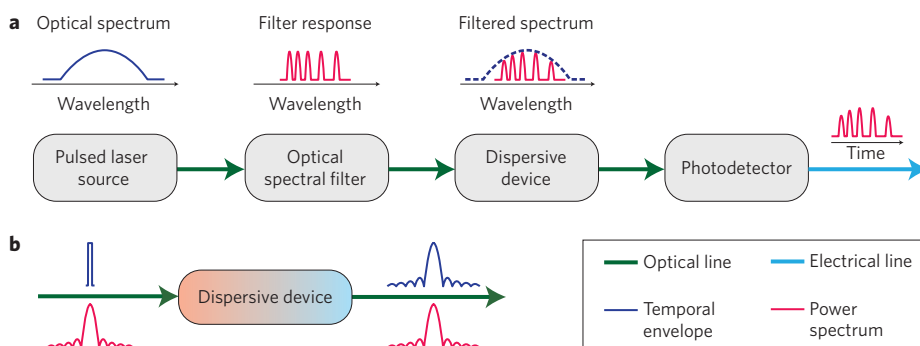 a
Optical spectrum
Filter response
Filtered spectrum
Wavelength
Wavelength
Wavelength
Pulsed laser
source
Optical
spectral filter
Dispersive
device
Photodetector
Time
b
Dispersive device
Optical line
Electrical line
Temporal
envelope
Power
spectrum